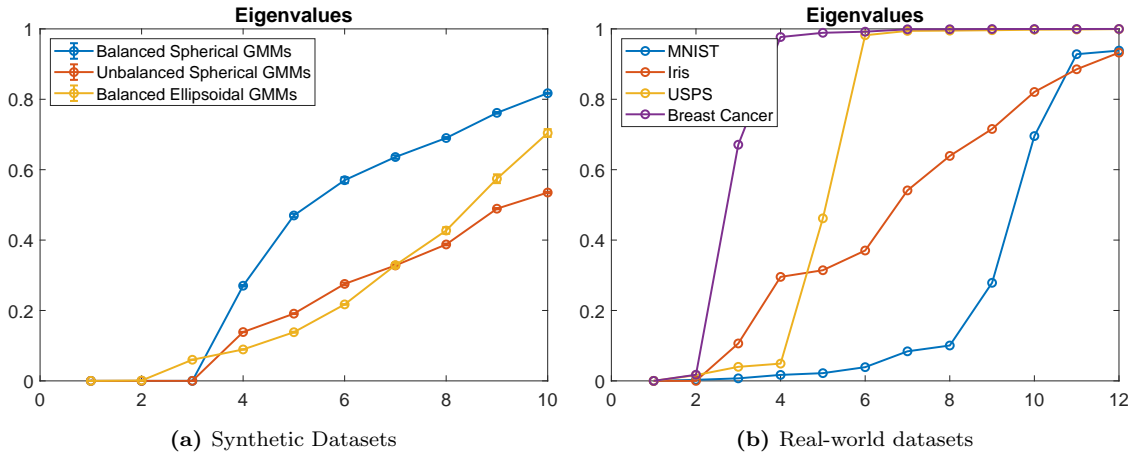 Eigenvalues
1
0.8
0.6
0.4
0.2
0
0 2 4 6 8 10
Balanced Spherical GMMs
Unbalanced Spherical GMMs
Balanced Ellipsoidal GMMs
(a) Synthetic Datasets
Eigenvalues
1
0.8
0.6
0.4
0.2
0
0 2 4 6 8 10 12
MNIST
Iris
USPS
Breast Cancer
(b) Real-world datasets